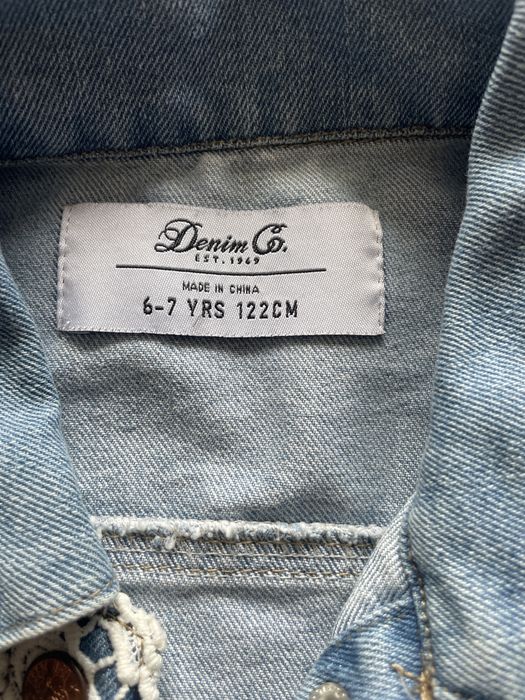 Denim Co.
EST. 1969
MADE IN CHINA
6-7 YRS 122CM